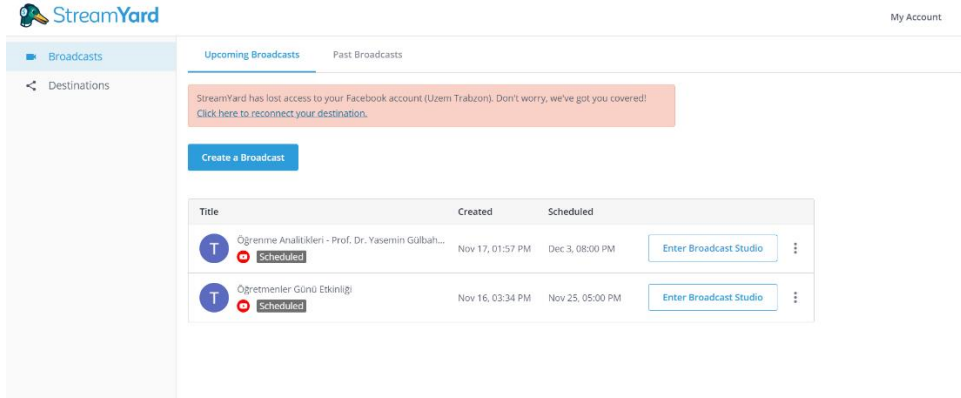 StreamYard
My Account
Broadcasts
Destinations
Upcoming Broadcasts Past Broadcasts
StreamYard has lost access to your Facebook account (Uzem Trabzon). Don't worry, we've got you covered!
Click here to reconnect your destination.
Create a Broadcast
Title Created Scheduled
T Öğrenme Analitikleri - Prof. Dr. Yasemin Gülbah... Nov 17, 01:57 PM Dec 3, 08:00 PM Enter Broadcast Studio
Scheduled
T Öğretmenler Günü Etkinliği Nov 16, 03:34 PM Nov 25, 05:00 PM Enter Broadcast Studio
Scheduled